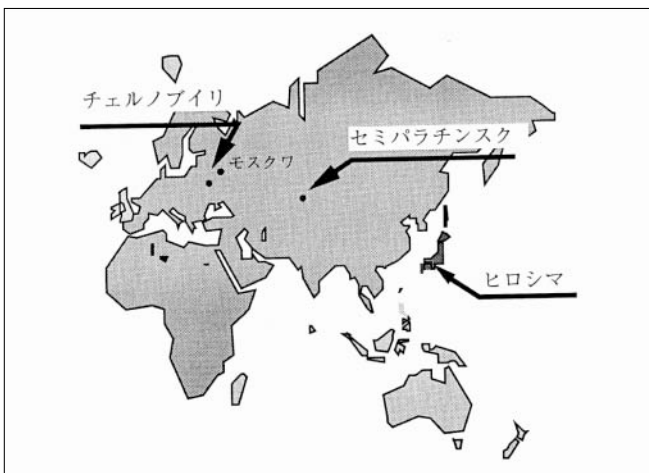 チェルノブイリ
セミパラチンスク
モスクワ
ヒロシマ